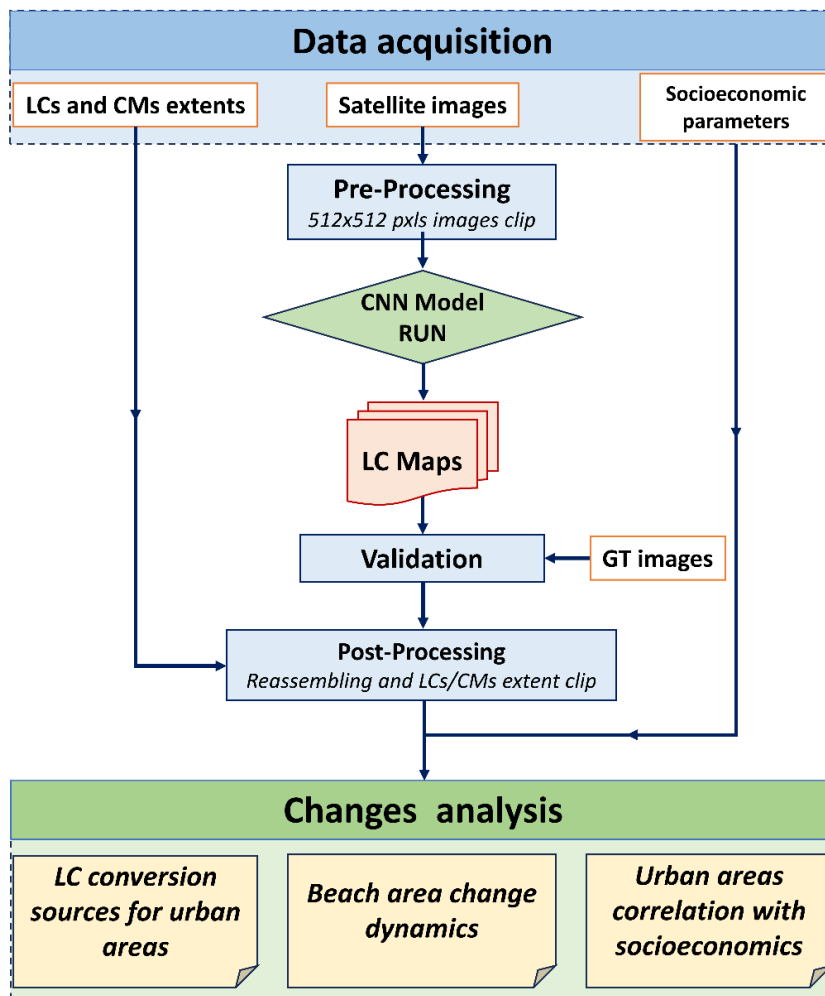 Data acquisition
LCs and CMs extents
Satellite images
Socioeconomic
parameters
Pre-Processing
512x512 pxls images clip
CNN Model
RUN
LC Maps
Validation
GT images
Post-Processing
Reassembling and LCs/CMs extent clip
Changes analysis
LC conversion
sources for urban
areas
Beach area change
dynamics
Urban areas
correlation with
socioeconomics